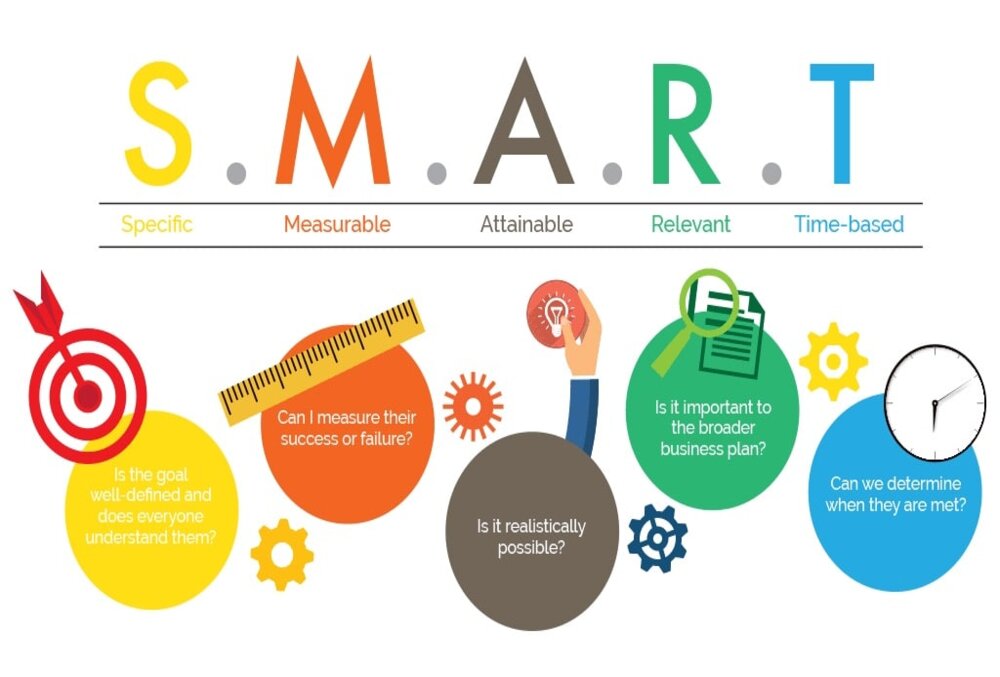 S.M.A.R.T
Specific Measurable Attainable Relevant Time-based
Is the goal
well-defined and
does everyone
understand them?
Can I measure their
success or failure?
Is it realistically
possible?
Is it important to
the broader
business plan?
Can we determine
when they are met?